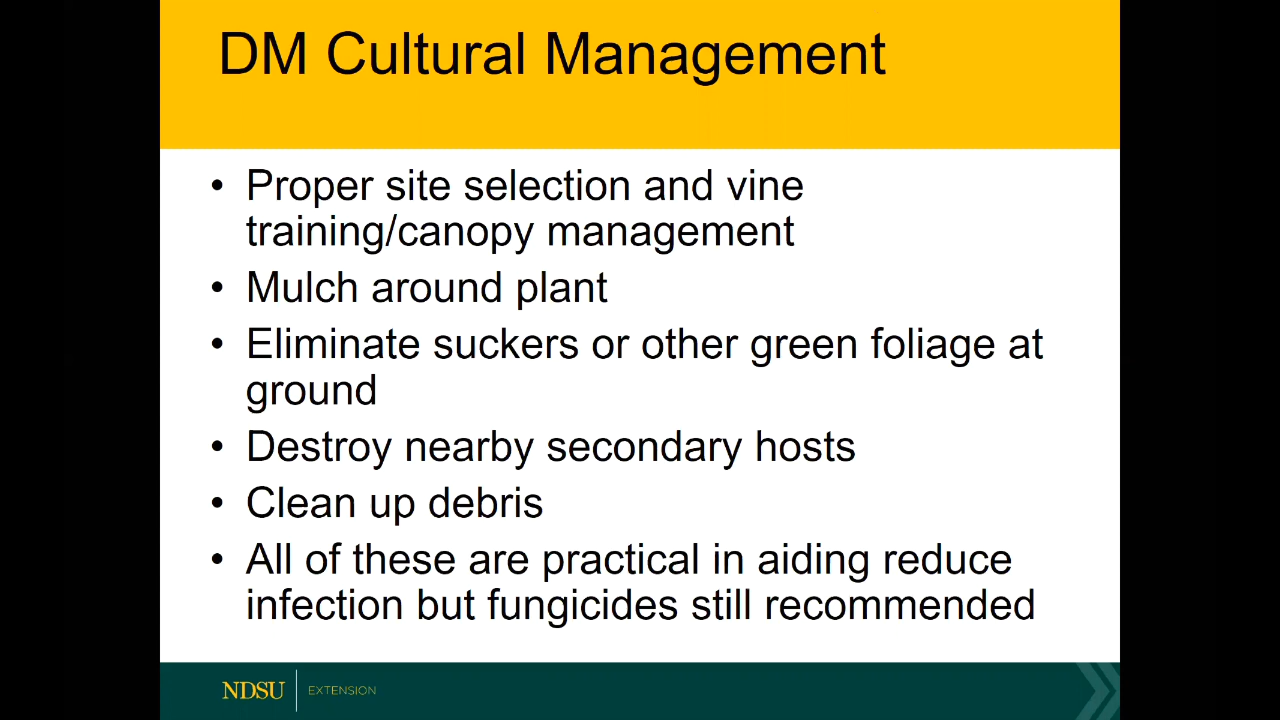 DM Cultural Management
• Proper site selection and vine
training/canopy management
• Mulch around plant
• Eliminate suckers or other green foliage at
ground
• Destroy nearby secondary hosts
• Clean up debris
• All of these are practical in aiding reduce
infection but fungicides still recommended
NDSU EXTENSION